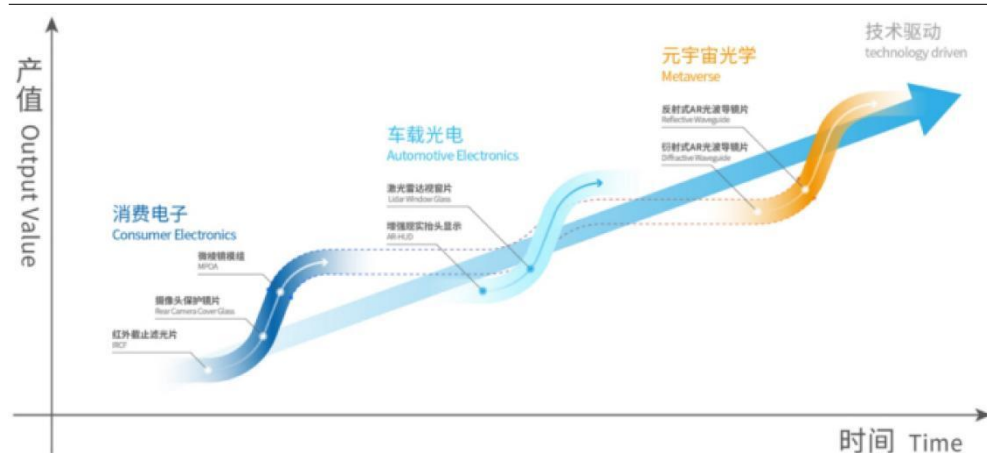 产值 Output Value
技术驱动
technology driven
元宇宙光学
Metaverse
反射式AR光波导镜片
Reflective Waveguide
衍射式AR光波导镜片
Diffractive Waveguide
车载光电
Automotive Electronics
激光雷达视窗片
Lidar Window Glass
增强现实抬头显示
AR-HUD
消费电子
Consumer Electronics
微棱镜模组
MPOA
摄像头保护镜片
Rear Camera Cover Glass
红外截止滤光片
IRCF
时间 Time